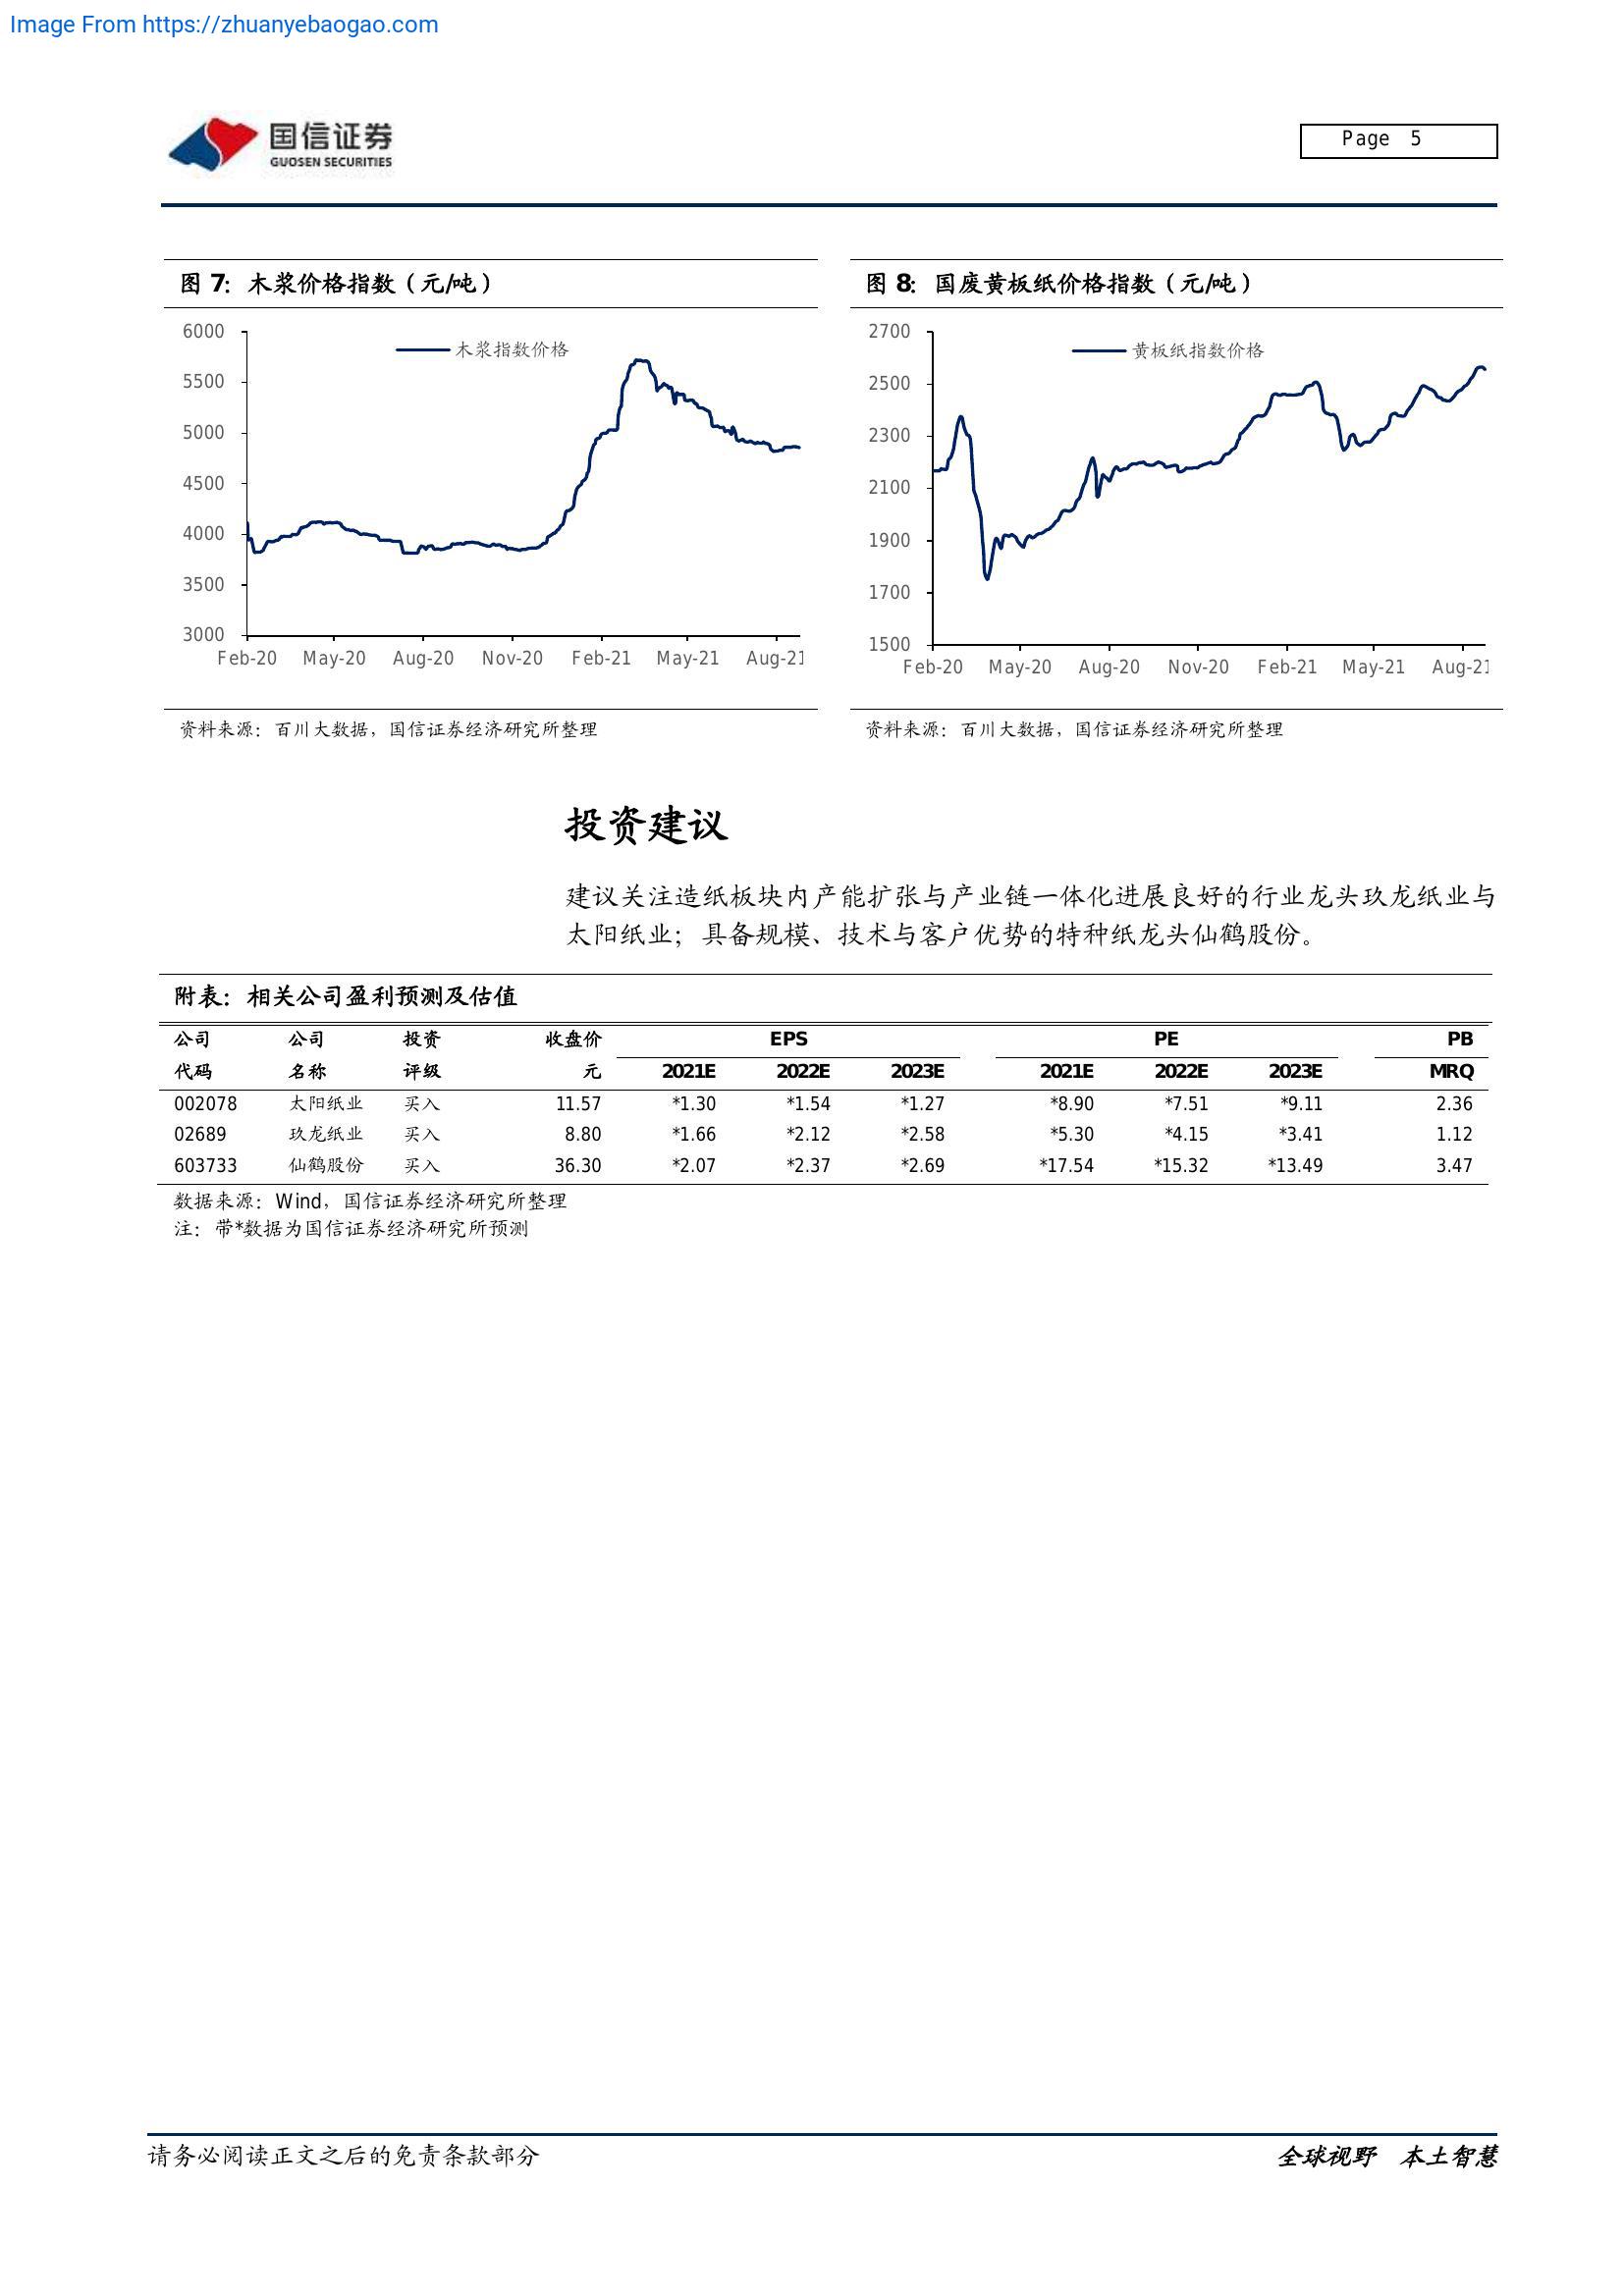 Image From https://zhuanyebaogao.com
国信证券
GUOSEN SECURITIES
Page 5
图 7：木浆价格指数（元/吨）
木浆指数价格
6000
5500
5000
4500
4000
3500
3000
Feb-20 May-20 Aug-20 Nov-20 Feb-21 May-21 Aug-21
资料来源：百川大数据，国信证券经济研究所整理
图 8：国废黄板纸价格指数（元/吨）
黄板纸指数价格
2700
2500
2300
2100
1900
1700
1500
Feb-20 May-20 Aug-20 Nov-20 Feb-21 May-21 Aug-21
资料来源：百川大数据，国信证券经济研究所整理
投资建议
建议关注造纸板块内产能扩张与产业链一体化进展良好的行业龙头玖龙纸业与
太阳纸业；具备规模、技术与客户优势的特种纸龙头仙鹤股份。
附表：相关公司盈利预测及估值
公司 公司 投资 收盘价 EPS PE PB
代码 名称 评级 元 2021E 2022E 2023E 2021E 2022E 2023E MRQ
002078 太阳纸业 买入 11.57 *1.30 *1.54 *1.27 *8.90 *7.51 *9.11 2.36
02689 玖龙纸业 买入 8.80 *1.66 *2.12 *2.58 *5.30 *4.15 *3.41 1.12
603733 仙鹤股份 买入 36.30 *2.07 *2.37 *2.69 *17.54 *15.32 *13.49 3.47
数据来源：Wind，国信证券经济研究所整理
注：带*数据为国信证券经济研究所预测
请务必阅读正文之后的免责条款部分
全球视野 本土智慧